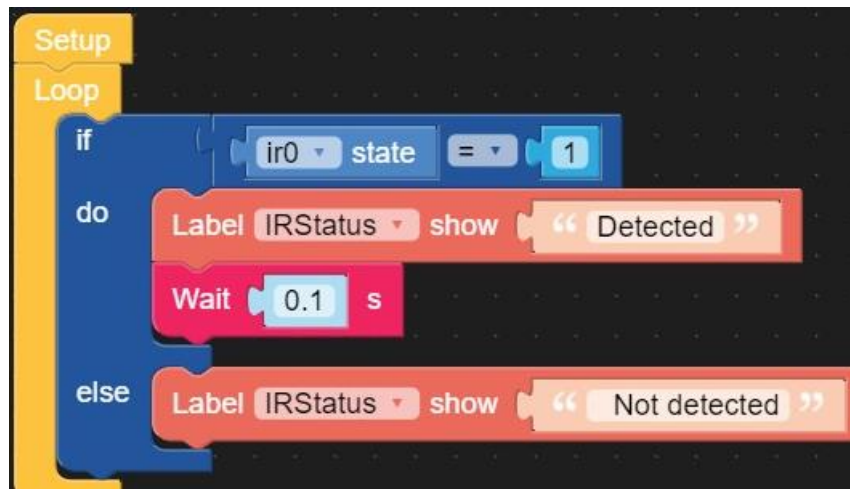 Setup
Loop
if ir0 state = 1
do Label IRStatus show “ Detected ”
Wait 0.1 s
else Label IRStatus show “ Not detected ”